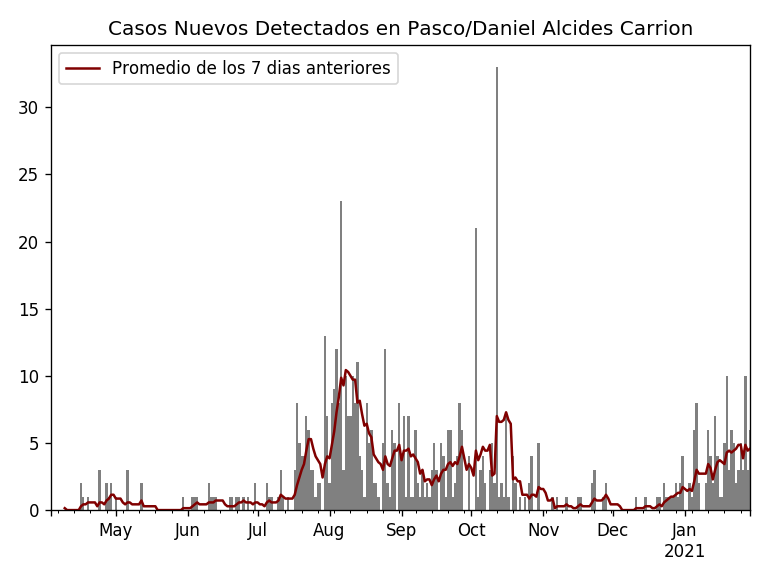 Casos Nuevos Detectados en Pasco/Daniel Alcides Carrion
Promedio de los 7 dias anteriores
30
25
20
15
10
5
0
May Jun Jul Aug Sep Oct Nov Dec Jan
2021